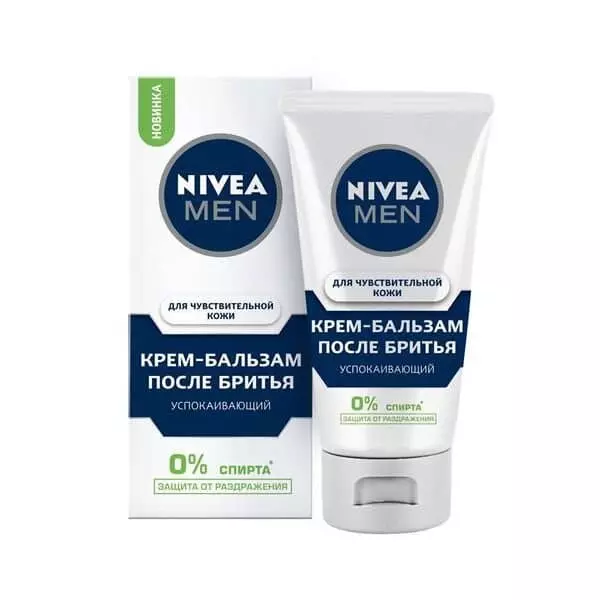 НОВИНКА
NIVEA
MEN
ДЛЯ ЧУВСТВИТЕЛЬНОЙ
КОЖИ
КРЕМ-БАЛЬЗАМ
ПОСЛЕ БРИТЬЯ
УСПОКАИВАЮЩИЙ
0% СПИРТА*
ЗАЩИТА ОТ РАЗДРАЖЕНИЯ
NIVEA
MEN
ДЛЯ ЧУВСТВИТЕЛЬНОЙ
КОЖИ
КРЕМ-БАЛЬЗАМ
ПОСЛЕ БРИТЬЯ
УСПОКАИВАЮЩИЙ
0% СПИРТА*
ЗАЩИТА ОТ РАЗДРАЖЕНИЯ